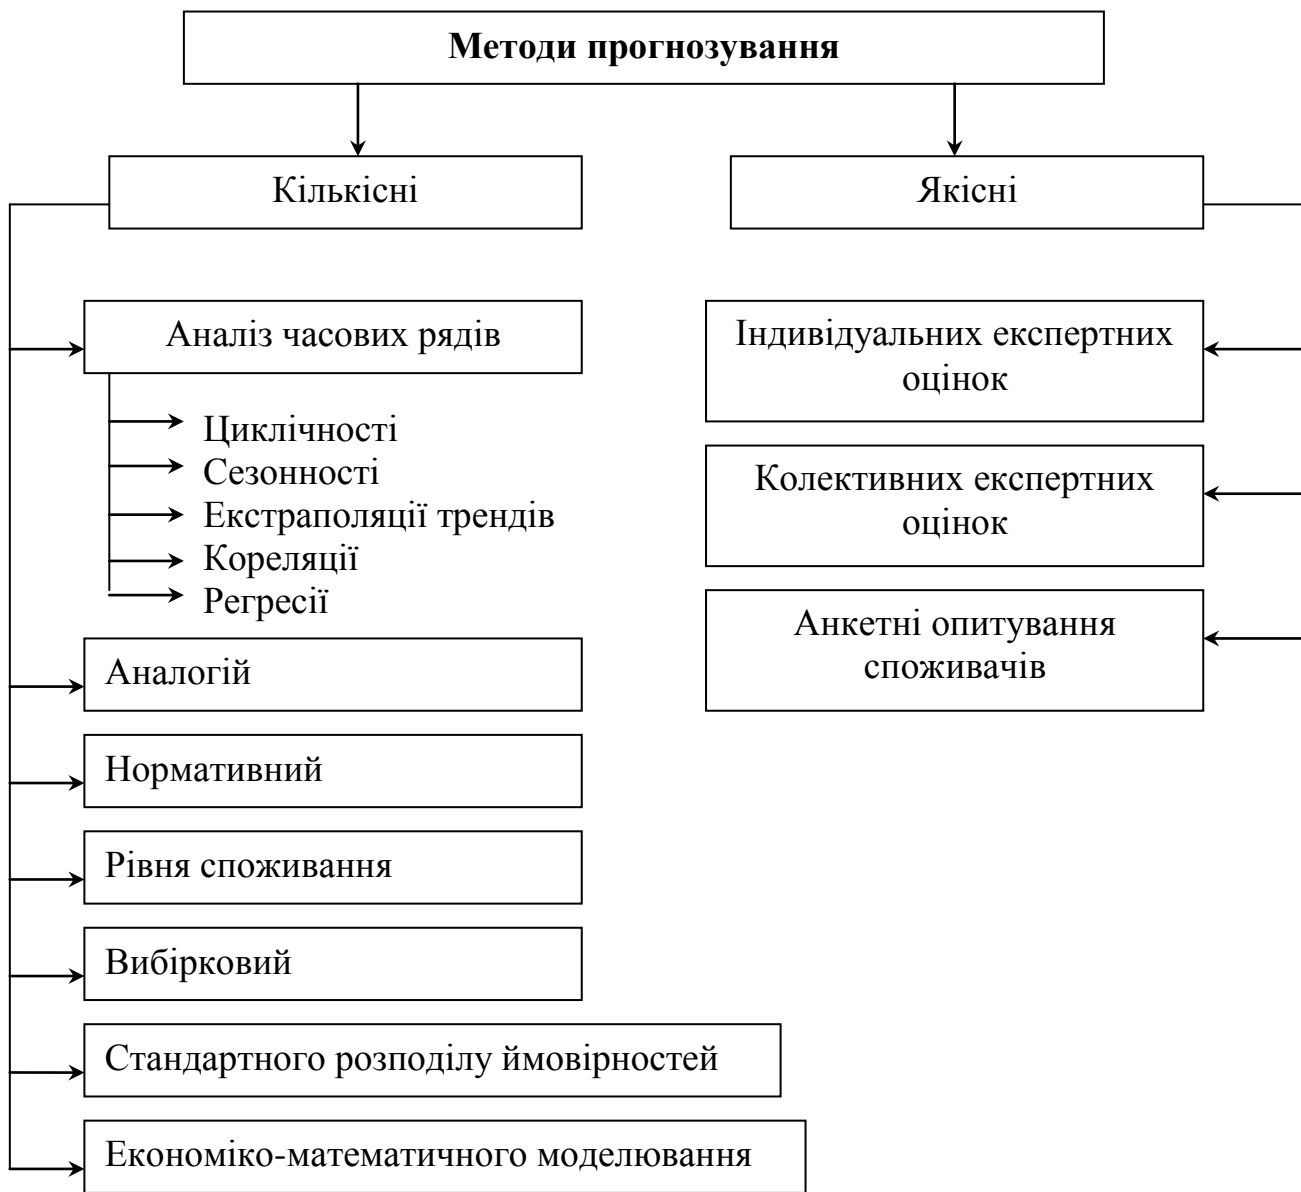 Методи прогнозування
Кількісні
Якісні
Аналіз часових рядів
Циклічності
Сезонності
Екстраполяції трендів
Кореляції
Регресії
Аналогій
Нормативний
Рівня споживання
Вибірковий
Стандартного розподілу ймовірностей
Економіко-математичного моделювання
Індивідуальних експертних
оцінок
Колективних експертних
оцінок
Анкетні опитування
споживачів